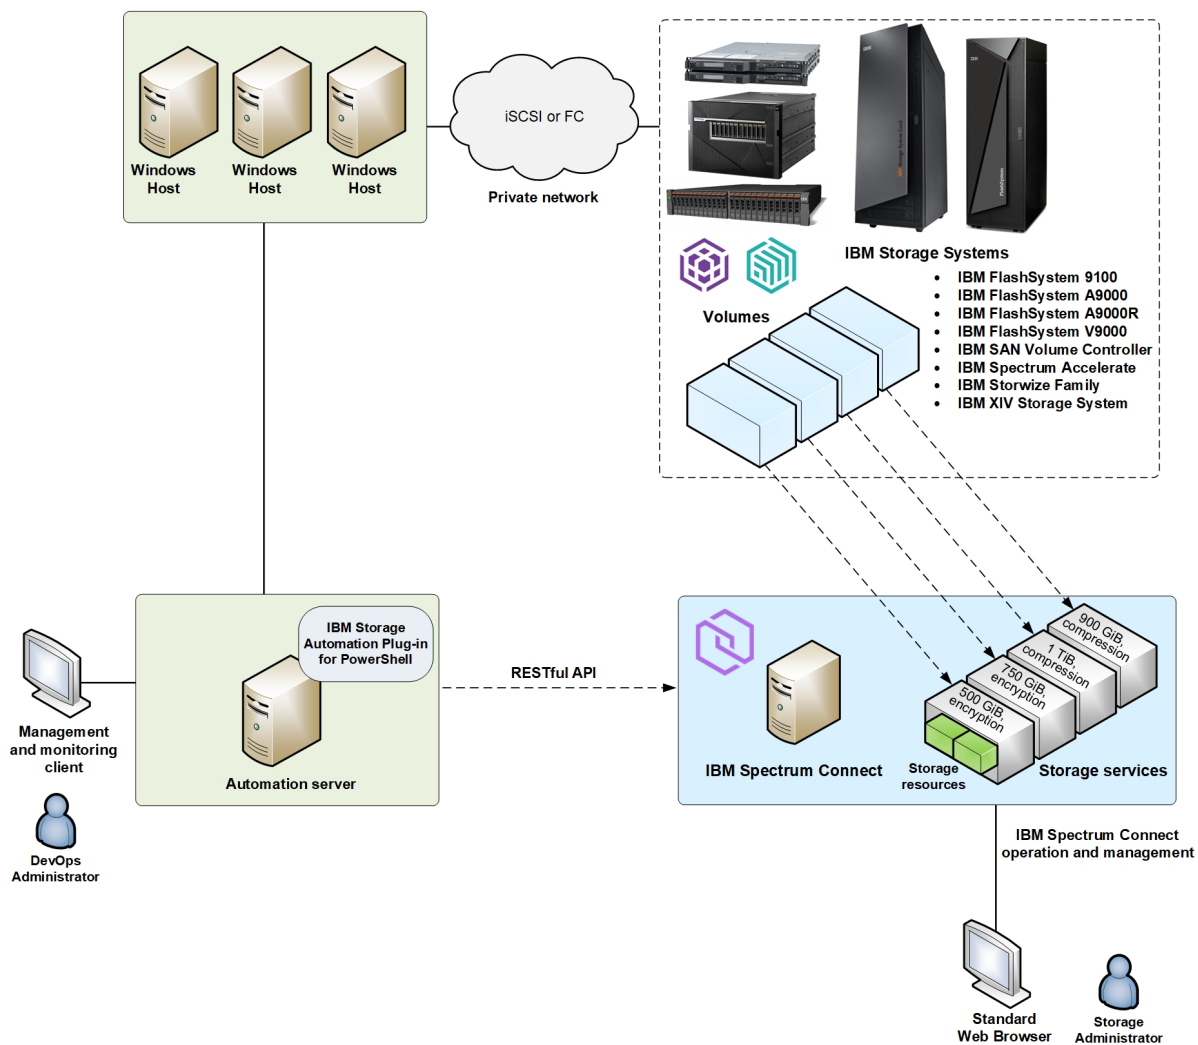 Windows
Host
Windows
Host
Windows
Host
iSCSI or FC
Private network
IBM Storage Systems
• IBM FlashSystem 9100
• IBM FlashSystem A9000
• IBM FlashSystem A9000R
• IBM FlashSystem V9000
• IBM SAN Volume Controller
• IBM Spectrum Accelerate
• IBM Storwize Family
• IBM XIV Storage System
Volumes
IBM Storage
Automation Plug-in
for PowerShell
Automation server
Management
and monitoring
client
DevOps
Administrator
RESTful API
IBM Spectrum Connect
900 GiB,
compression
1 TiB,
compression
750 GiB,
encryption
500 GiB,
encryption
Storage
resources
Storage services
IBM Spectrum Connect
operation and management
Standard
Web Browser
Storage
Administrator